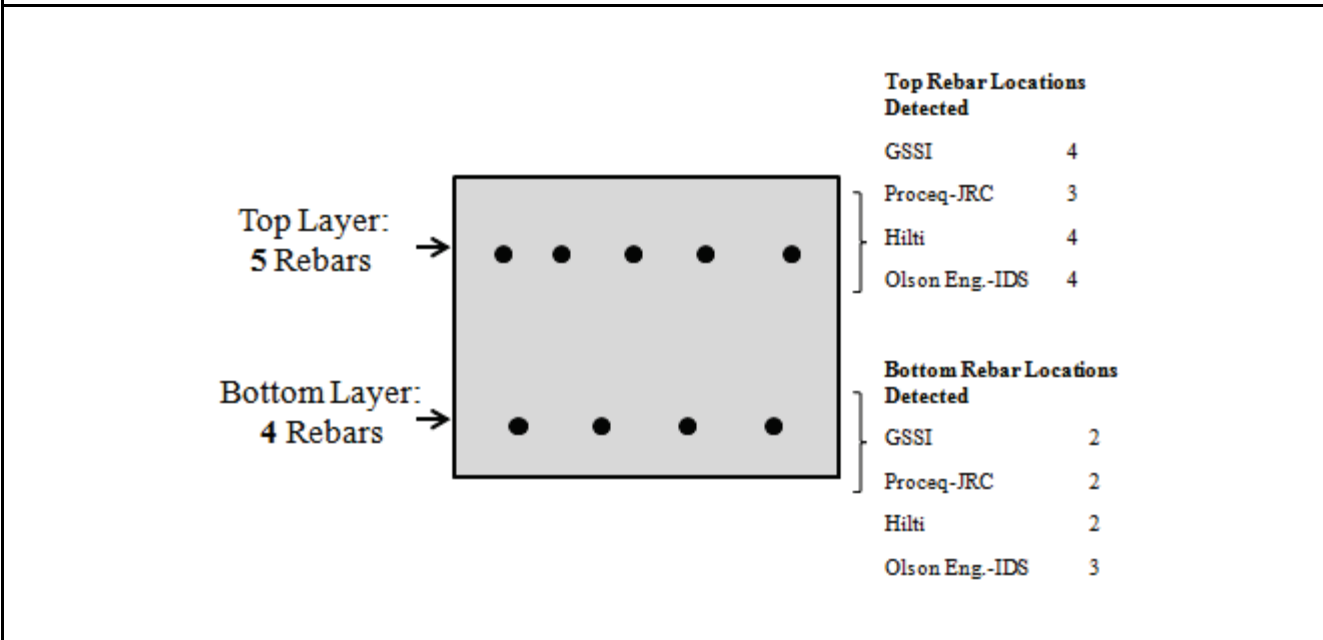 Top Layer:
5 Rebars
Bottom Layer:
4 Rebars
Top Rebar Locations
Detected
GSSI 4
Proceq-JRC 3
Hilti 4
Olson Eng.-IDS 4
Bottom Rebar Locations
Detected
GSSI 2
Proceq-JRC 2
Hilti 2
Olson Eng.-IDS 3